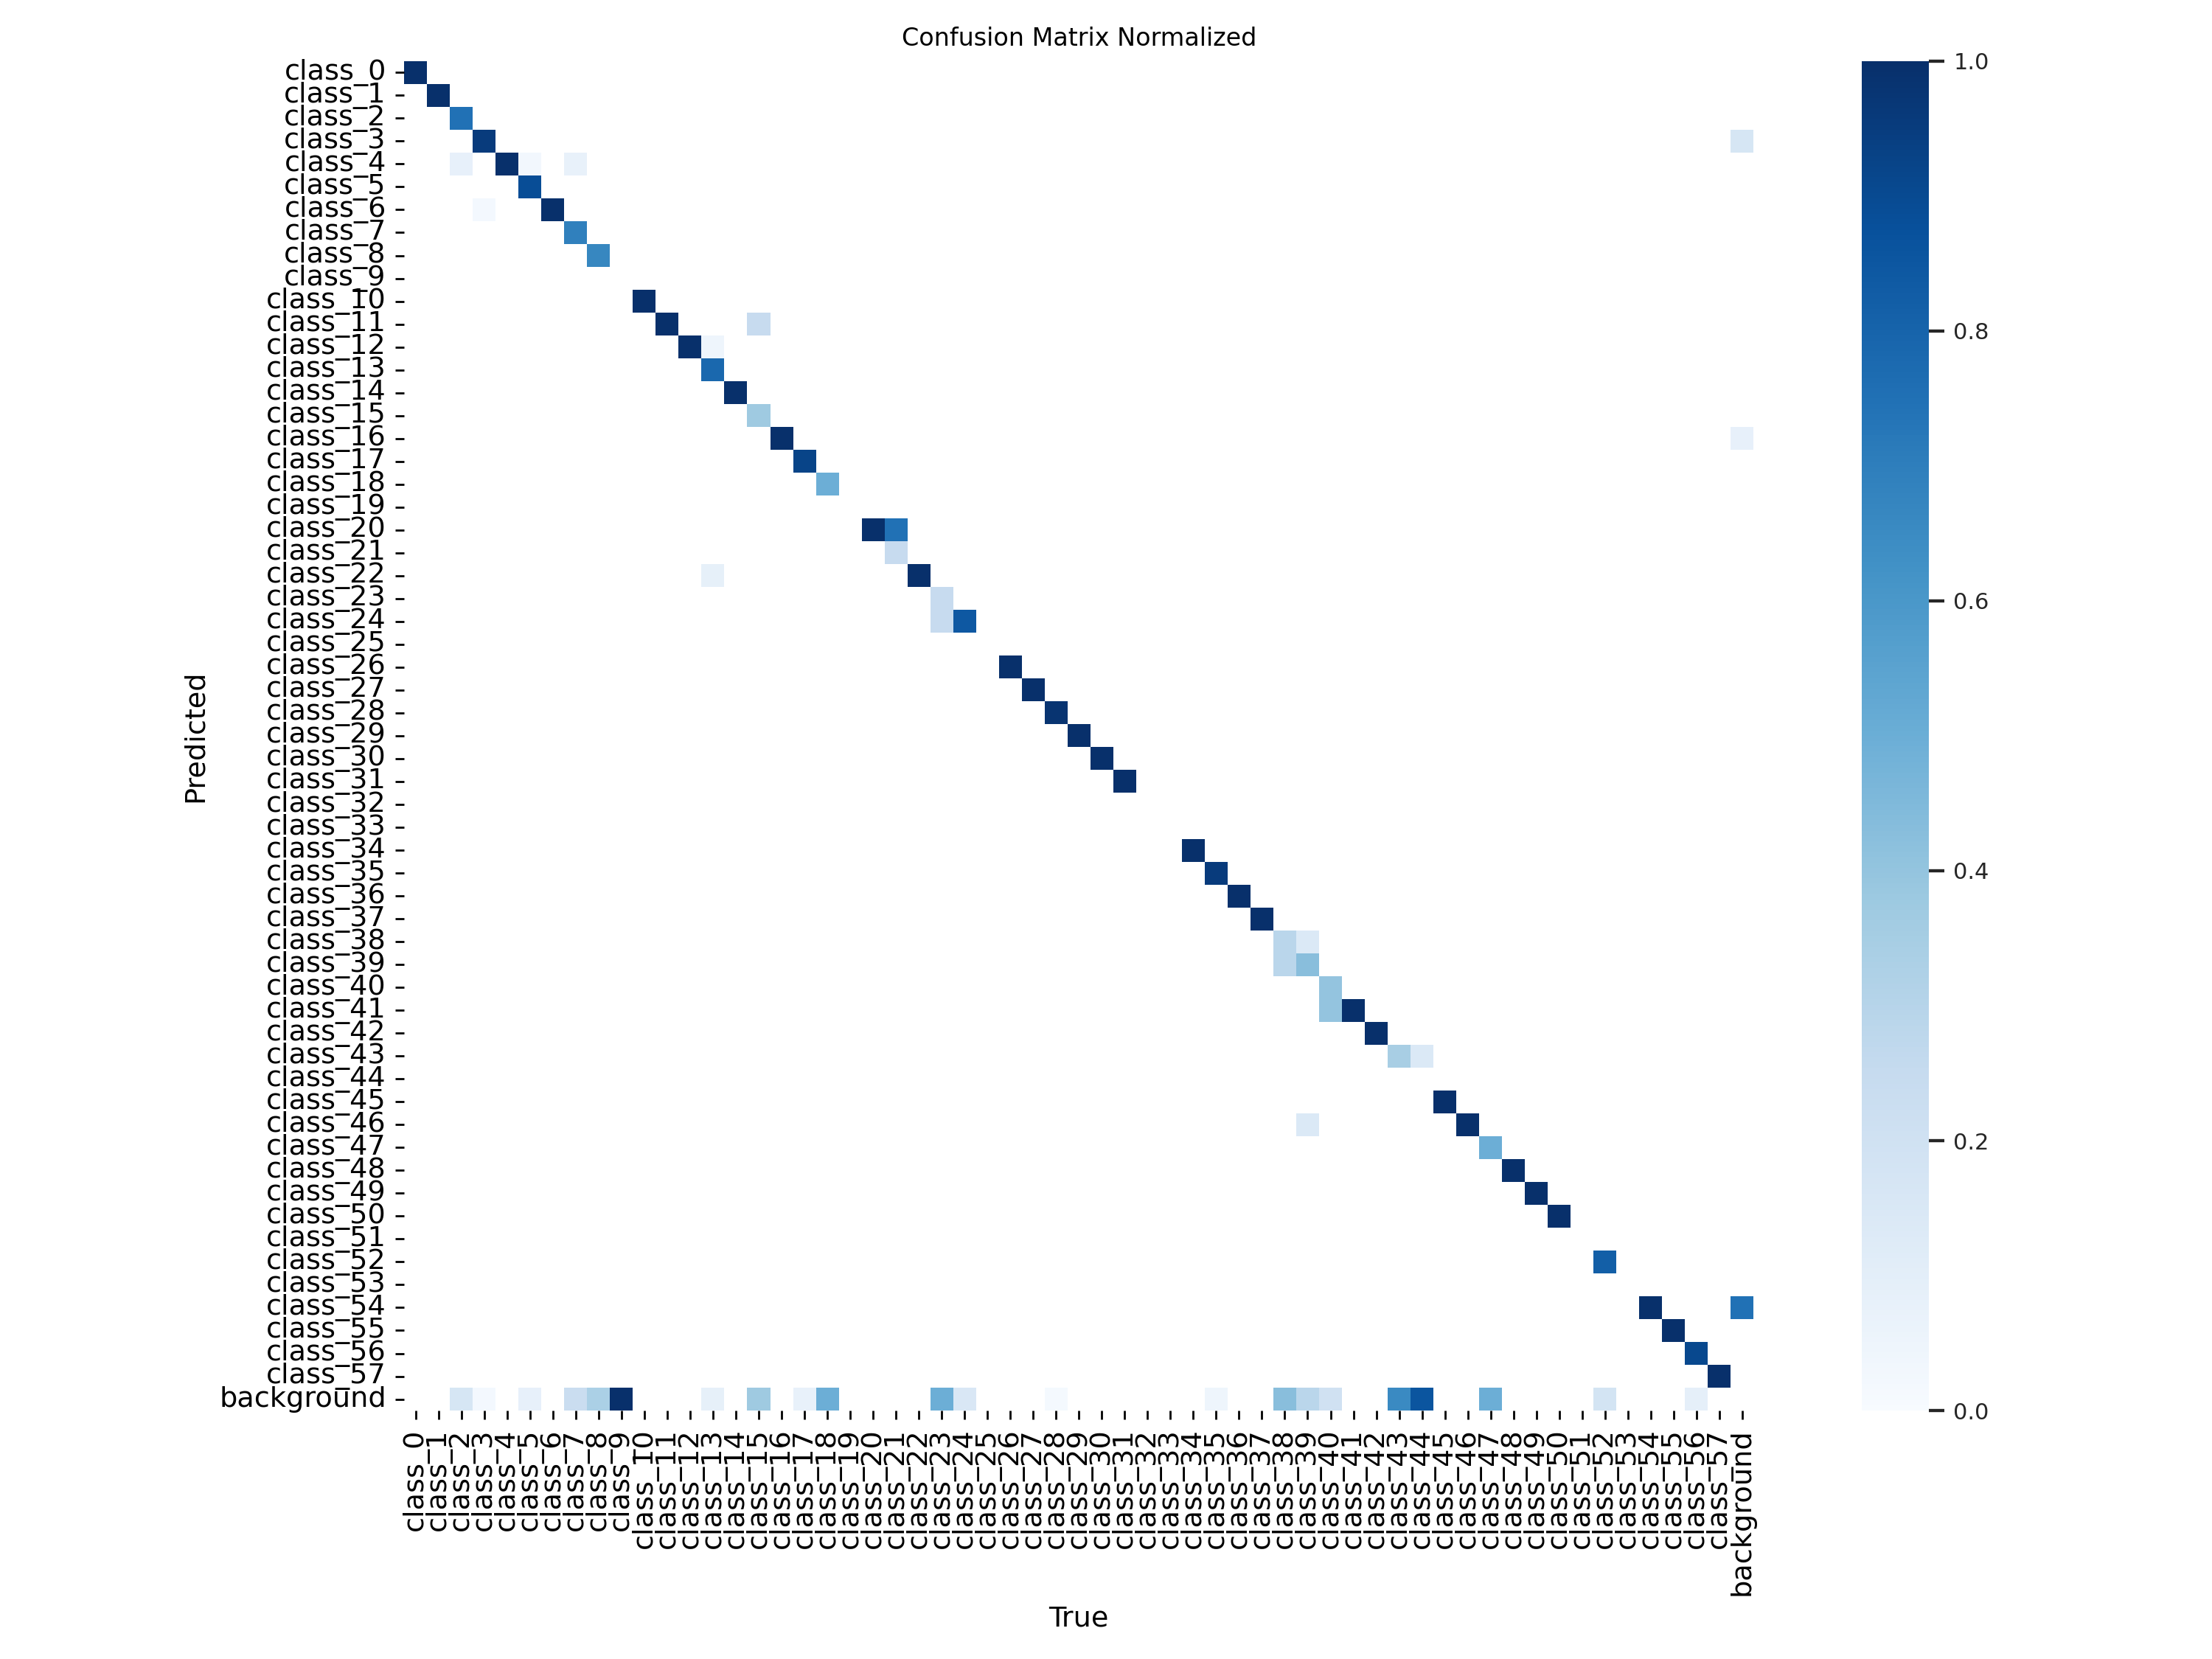 Confusion Matrix Normalized
class_0
class_1
class_2
class_3
class_4
class_5
class_6
class_7
class_8
class_9
class_10
class_11
class_12
class_13
class_14
class_15
class_16
class_17
class_18
class_19
class_20
class_21
class_22
class_23
class_24
class_25
class_26
class_27
class_28
class_29
class_30
class_31
class_32
class_33
class_34
class_35
class_36
class_37
class_38
class_39
class_40
class_41
class_42
class_43
class_44
class_45
class_46
class_47
class_48
class_49
class_50
class_51
class_52
class_53
class_54
class_55
class_56
class_57
background
Predicted
class_0
class_1
class_2
class_3
class_4
class_5
class_6
class_7
class_8
class_9
class_10
class_11
class_12
class_13
class_14
class_15
class_16
class_17
class_18
class_19
class_20
class_21
class_22
class_23
class_24
class_25
class_26
class_27
class_28
class_29
class_30
class_31
class_32
class_33
class_34
class_35
class_36
class_37
class_38
class_39
class_40
class_41
class_42
class_43
class_44
class_45
class_46
class_47
class_48
class_49
class_50
class_51
class_52
class_53
class_54
class_55
class_56
class_57
background
True
1.0
0.8
0.6
0.4
0.2
0.0